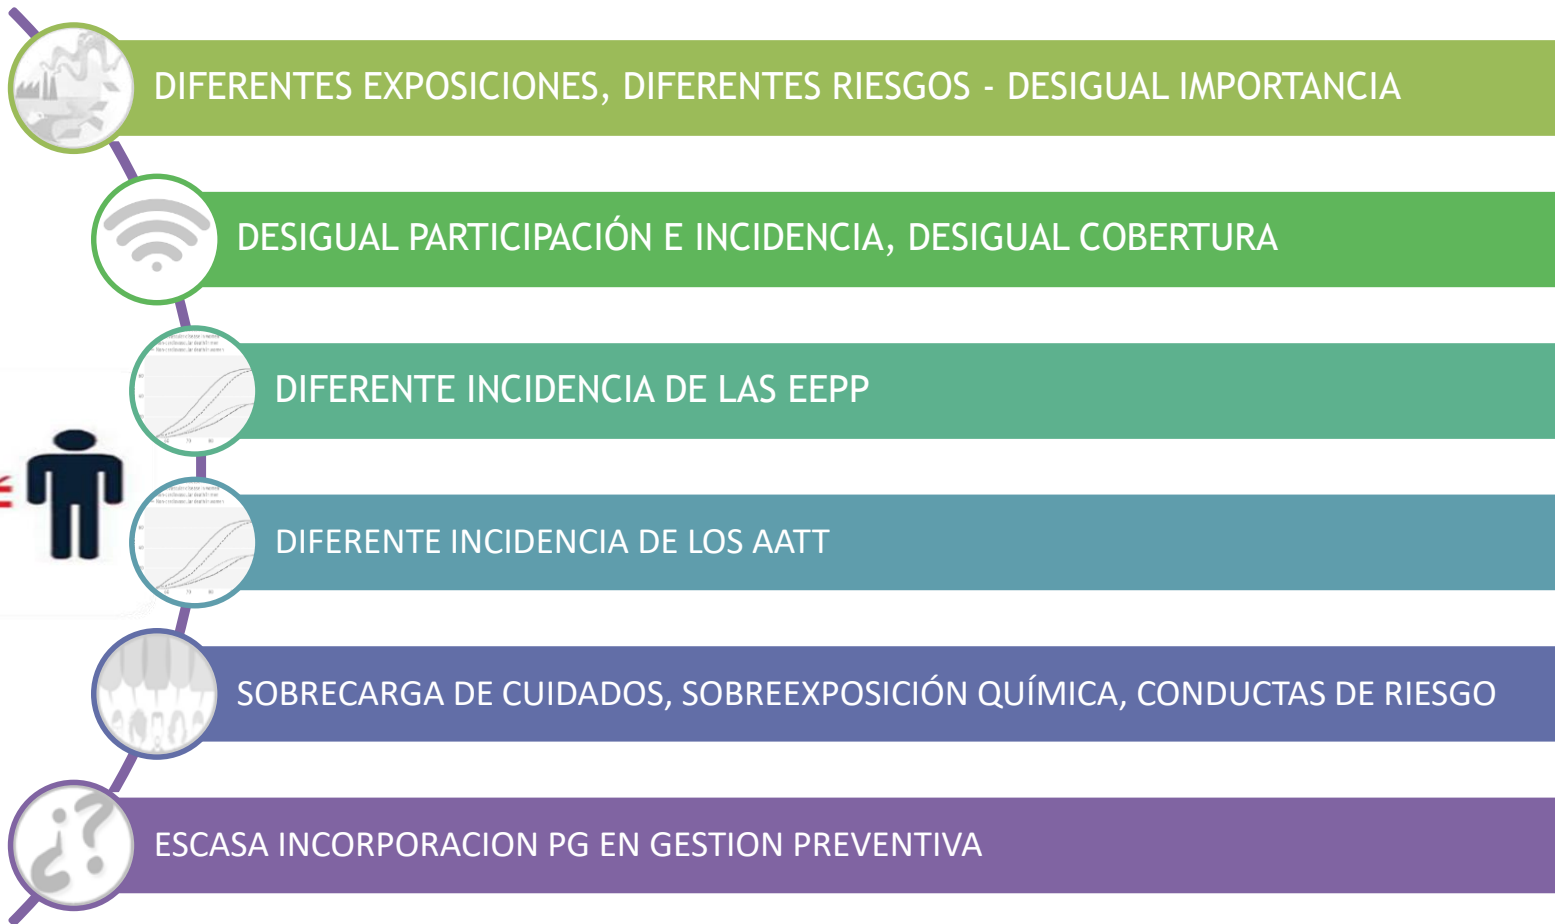 DIFERENTES EXPOSICIONES, DIFERENTES RIESGOS - DESIGUAL IMPORTANCIA
DESIGUAL PARTICIPACIÓN E INCIDENCIA, DESIGUAL COBERTURA
DIFERENTE INCIDENCIA DE LAS EEPP
DIFERENTE INCIDENCIA DE LOS AATT
SOBRECARGA DE CUIDADOS, SOBREEXPOSICIÓN QUÍMICA, CONDUCTAS DE RIESGO
¿?
ESCASA INCORPORACION PG EN GESTION PREVENTIVA